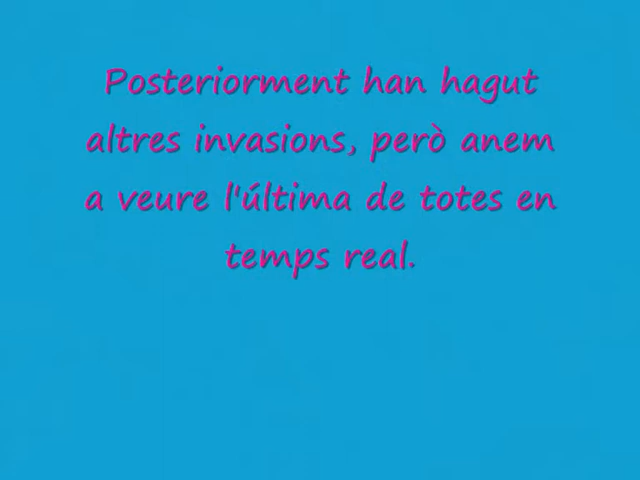 Posteriorment han hagut
altres invasions, però anem
a veure l'última de totes en
temps real.